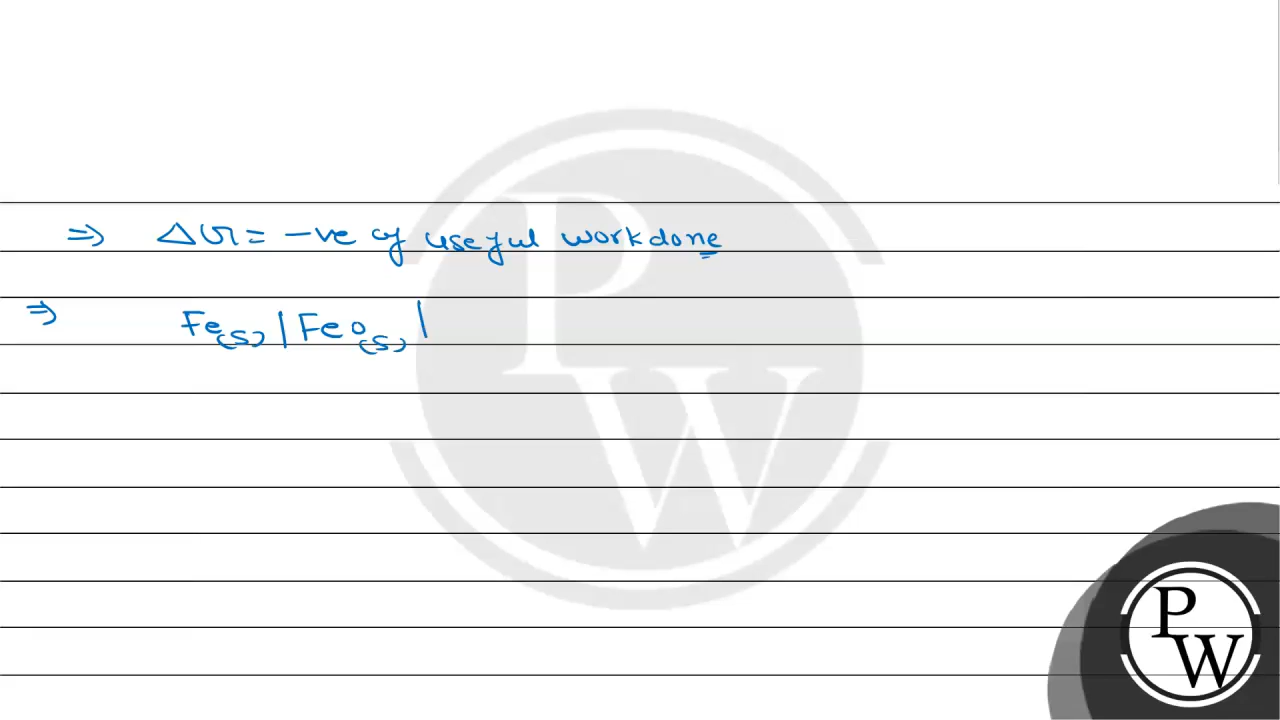 ⇒ ΔG = -ve of useful workdone
⇒ Fe(s) | FeO(s) |
P
W
P
W